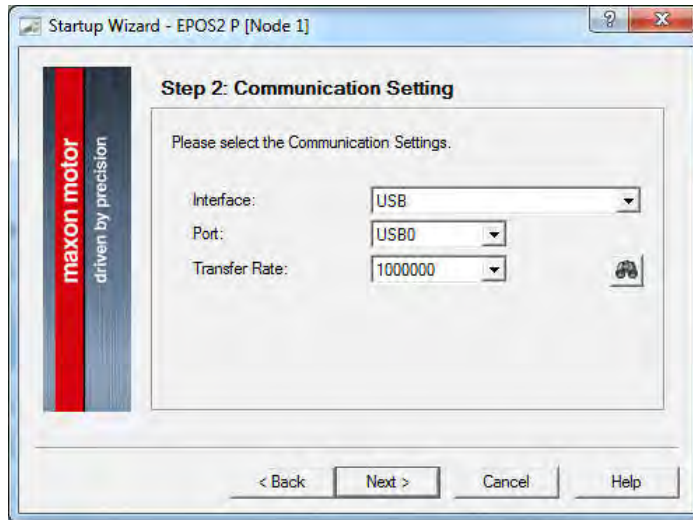 Startup Wizard - EPOS2 P [Node 1]
maxon motor
driven by precision
Step 2: Communication Setting
Please select the Communication Settings.
Interface: USB
Port: USB0
Transfer Rate: 1000000
< Back Next > Cancel Help